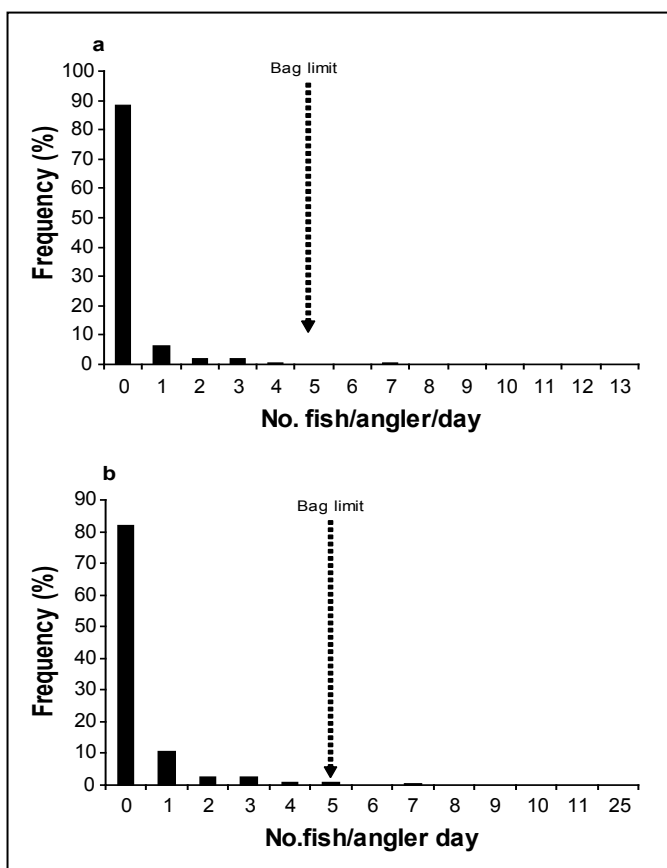 a
Bag limit
Frequency (%)
100
90
80
70
60
50
40
30
20
10
0
0 1 2 3 4 5 6 7 8 9 10 11 12 13
No. fish/angler/day
b
Bag limit
Frequency (%)
90
80
70
60
50
40
30
20
10
0
0 1 2 3 4 5 6 7 8 9 10 11 25
No.fish/angler day